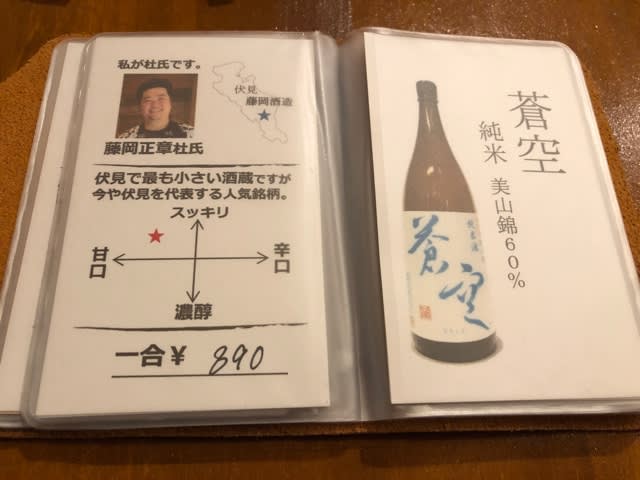 私が杜氏です。
伏見
藤岡酒造
藤岡正章杜氏
伏見で最も小さい酒蔵ですが
今や伏見を代表する人気銘柄。
スッキリ
甘口
辛口
濃醇
一合￥ 890
蒼空
純米 美山錦60%
純米酒
蒼空